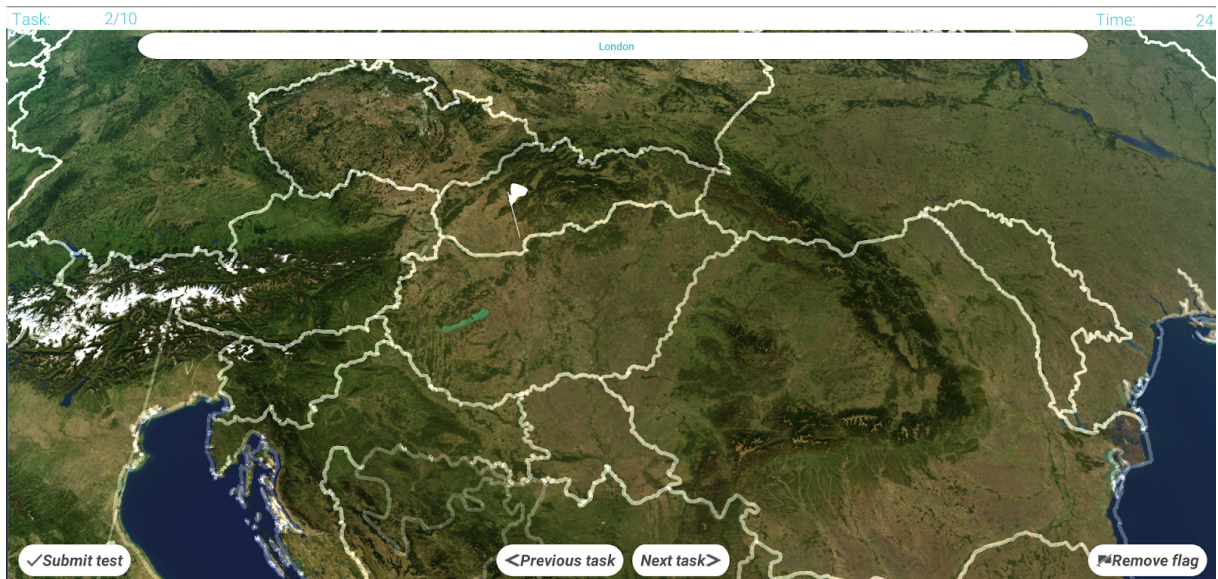 Task: 2/10 Time: 24
London
Submit test
Previous task
Next task
Remove flag